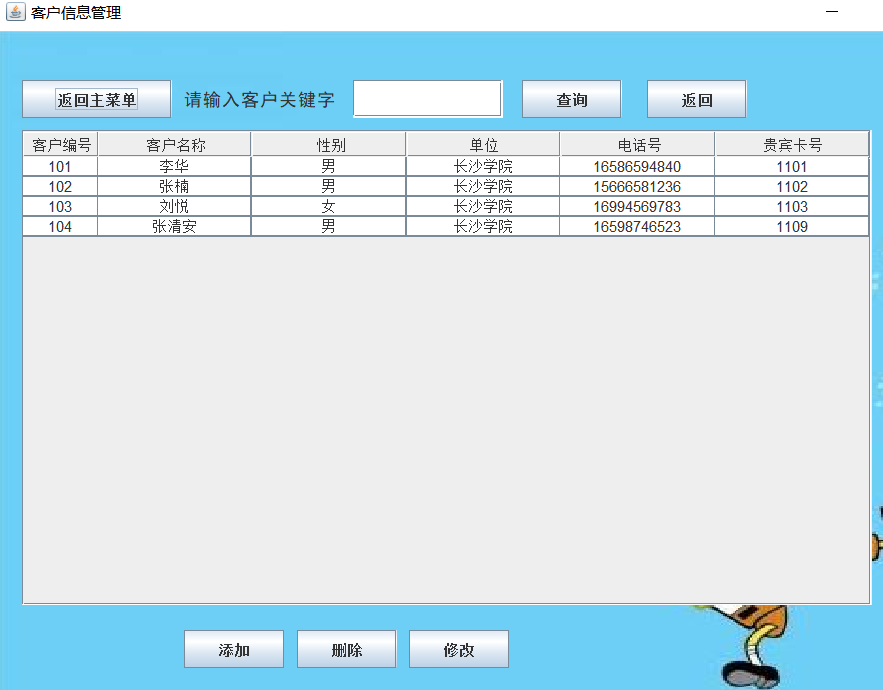 客户信息管理
返回主菜单 请输入客户关键字 查询 返回
客户编号 客户名称 性别 单位 电话号 贵宾卡号
101 李华 男 长沙学院 16586594840 1101
102 张楠 男 长沙学院 15666581236 1102
103 刘悦 女 长沙学院 16994569783 1103
104 张清安 男 长沙学院 16598746523 1109
添加 删除 修改